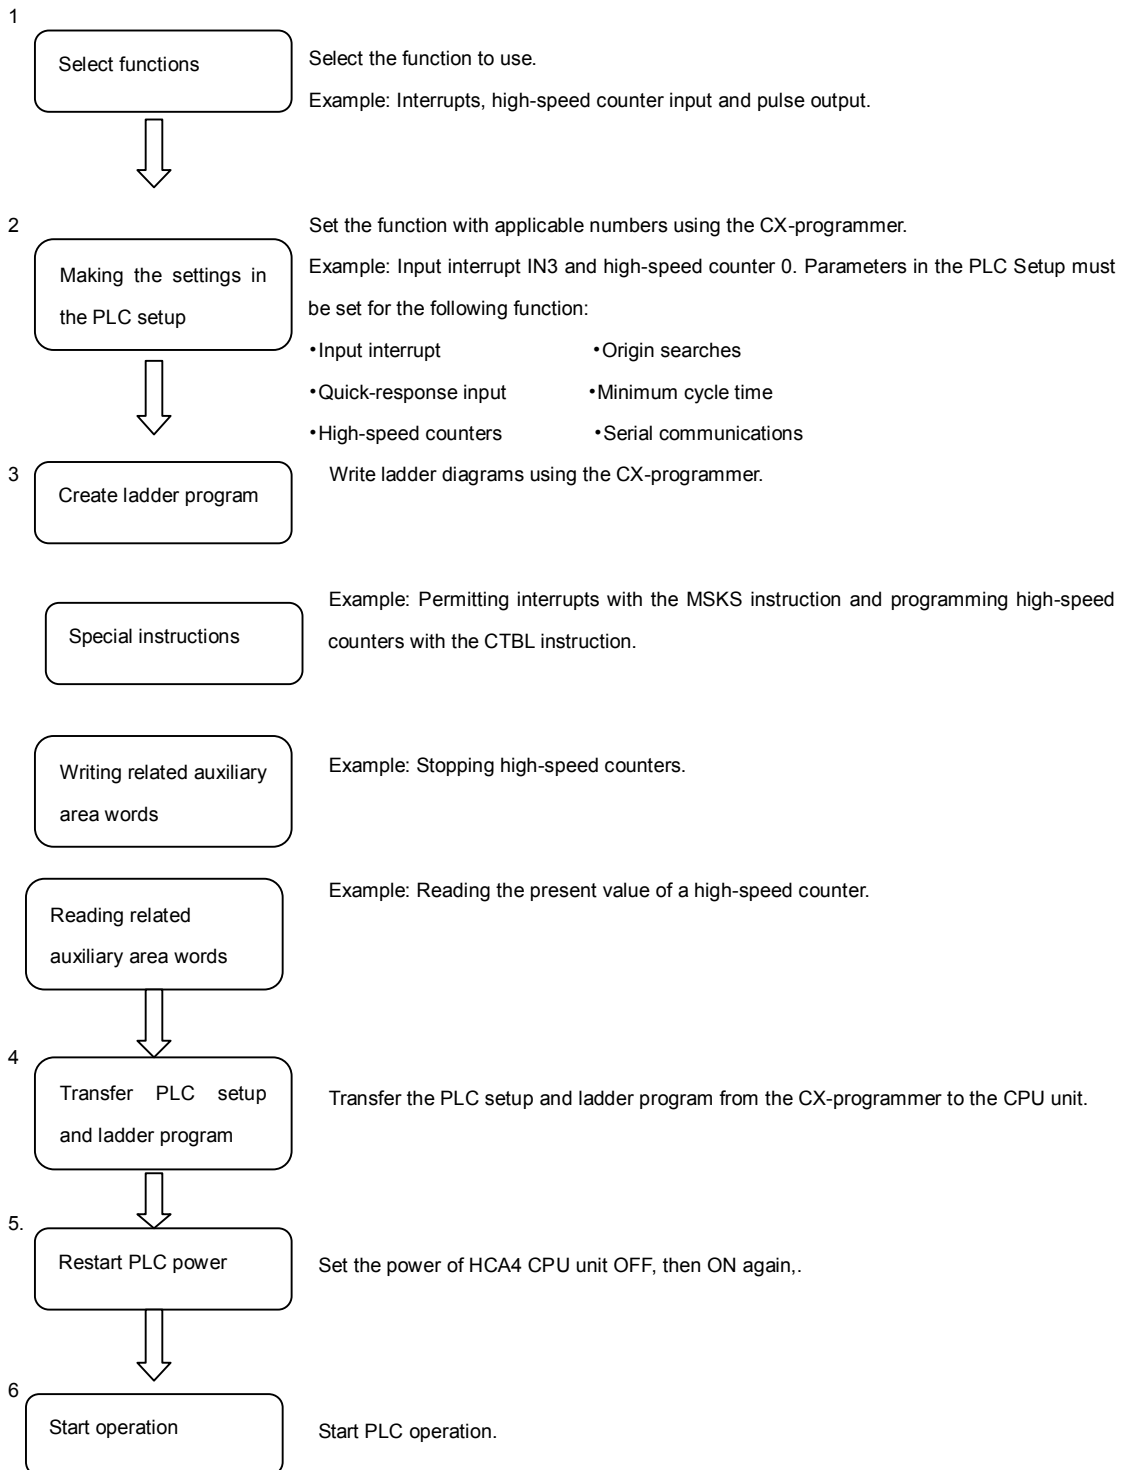 1
Select functions
Select the function to use.
Example: Interrupts, high-speed counter input and pulse output.
2
Making the settings in
the PLC setup
Set the function with applicable numbers using the CX-programmer.
Example: Input interrupt IN3 and high-speed counter 0. Parameters in the PLC Setup must
be set for the following function:
・Input interrupt ・Origin searches
・Quick-response input ・Minimum cycle time
・High-speed counters ・Serial communications
3
Create ladder program
Write ladder diagrams using the CX-programmer.
Special instructions
Example: Permitting interrupts with the MSKS instruction and programming high-speed
counters with the CTBL instruction.
Writing related auxiliary
area words
Example: Stopping high-speed counters.
Reading related
auxiliary area words
Example: Reading the present value of a high-speed counter.
4
Transfer PLC setup
and ladder program
Transfer the PLC setup and ladder program from the CX-programmer to the CPU unit.
5.
Restart PLC power
Set the power of HCA4 CPU unit OFF, then ON again,.
6
Start operation
Start PLC operation.